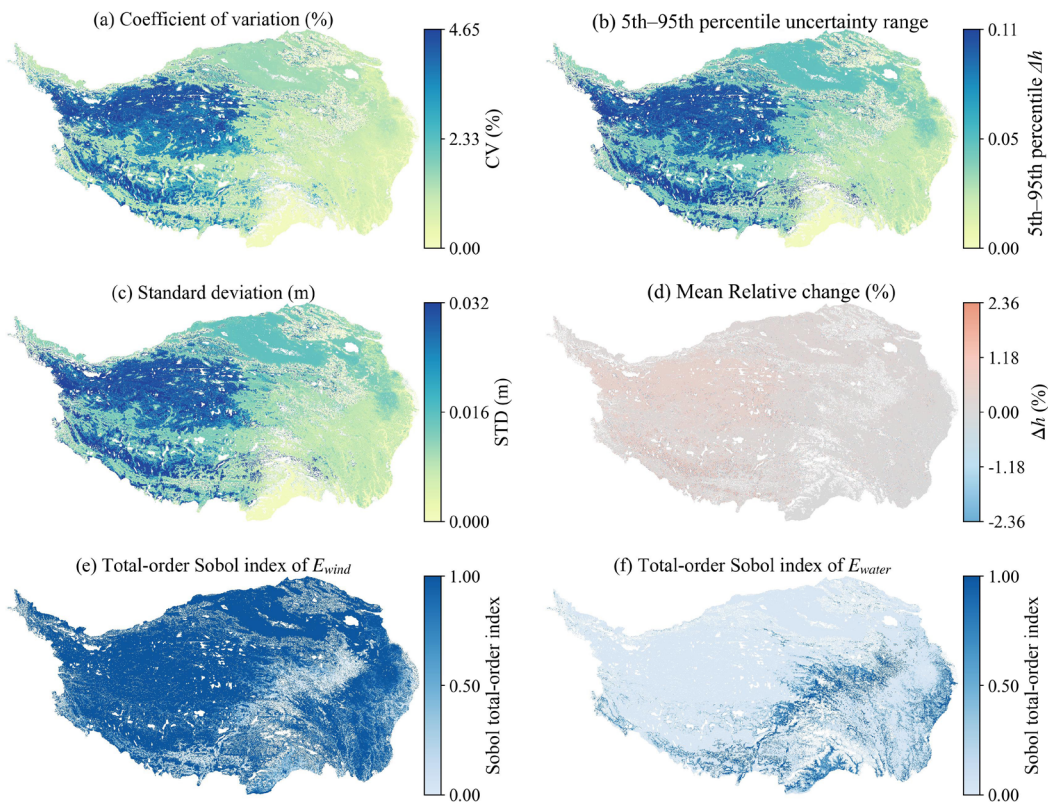 (a) Coefficient of variation (%)
4.65
2.33
0.00
CV (%)
(b) 5th–95th percentile uncertainty range
0.11
0.05
0.00
5th–95th percentile Δh
(c) Standard deviation (m)
0.032
0.016
0.000
STD (m)
(d) Mean Relative change (%)
2.36
1.18
0.00
-1.18
-2.36
Δh (%)
(e) Total-order Sobol index of E_wind
1.00
0.50
0.00
Sobol total-order index
(f) Total-order Sobol index of E_water
1.00
0.50
0.00
Sobol total-order index